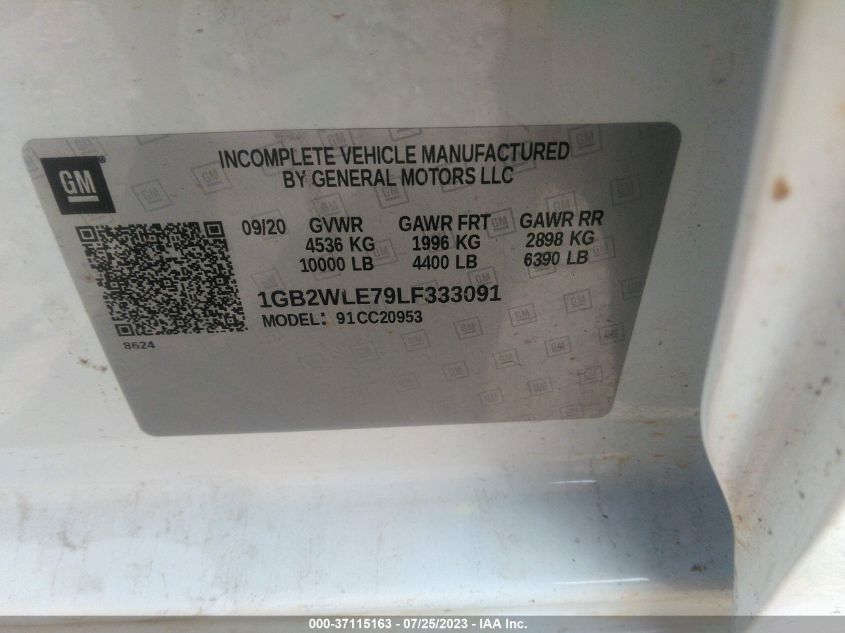 GM
INCOMPLETE VEHICLE MANUFACTURED
BY GENERAL MOTORS LLC
09/20 GVWR GAWR FRT GAWR RR
4536 KG 1996 KG 2898 KG
10000 LB 4400 LB 6390 LB
1GB2WLE79LF333091
MODEL: 91CC20953
8624
000-37115163 - 07/25/2023 - IAA Inc.